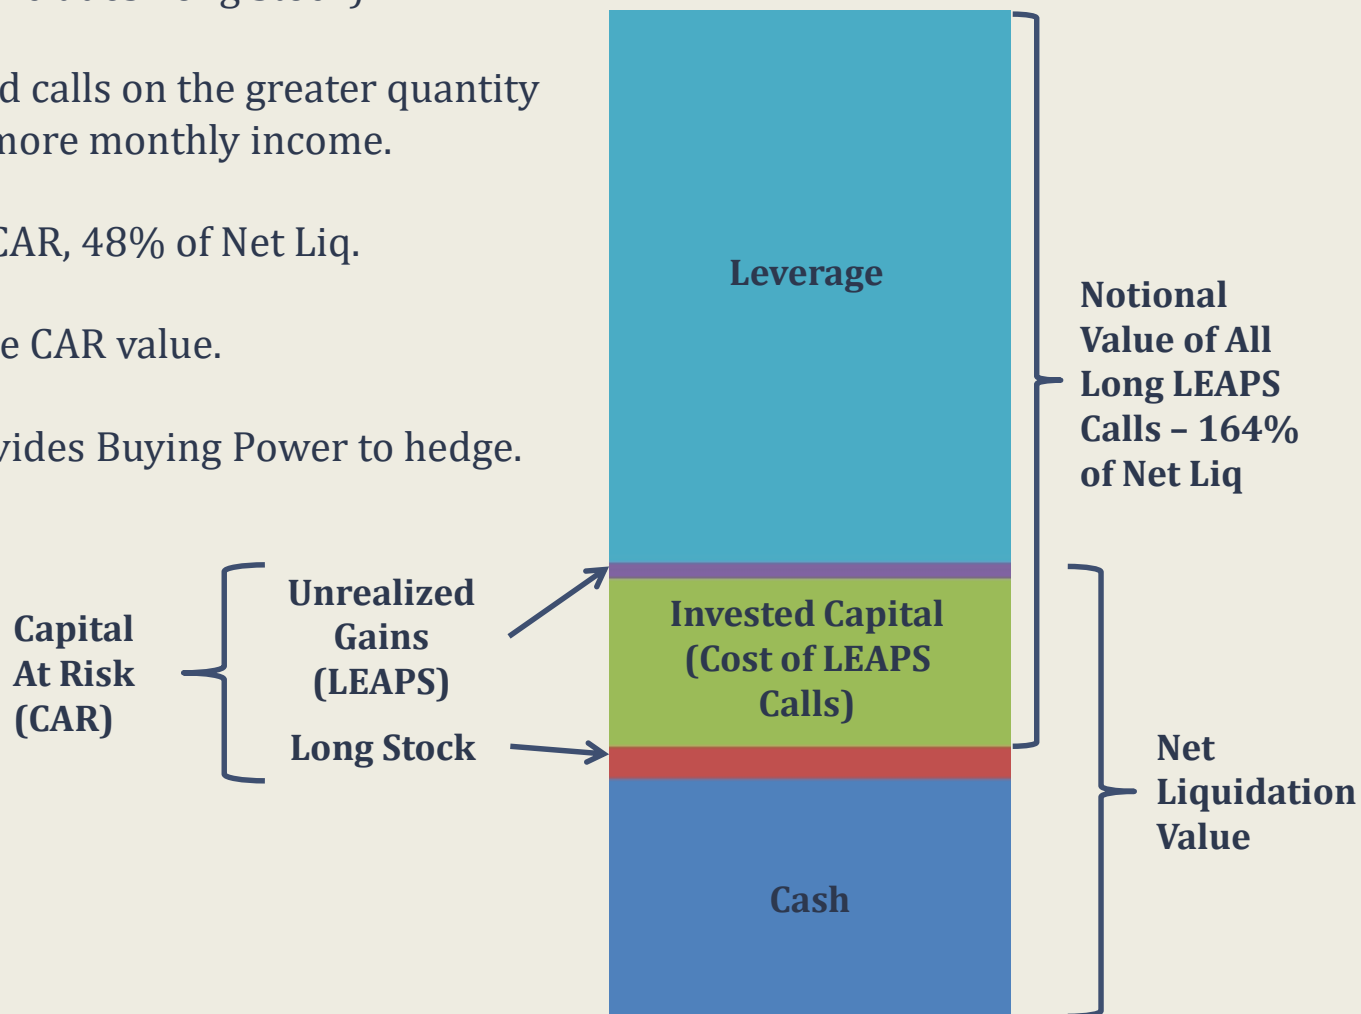 d calls on the greater quantity
more monthly income.
CAR, 48% of Net Liq.
e CAR value.
vides Buying Power to hedge.
Leverage
Notional
Value of All
Long LEAPS
Calls – 164%
of Net Liq
Capital
At Risk
(CAR)
Unrealized
Gains
(LEAPS)
Long Stock
Invested Capital
(Cost of LEAPS
Calls)
Net
Liquidation
Value
Cash